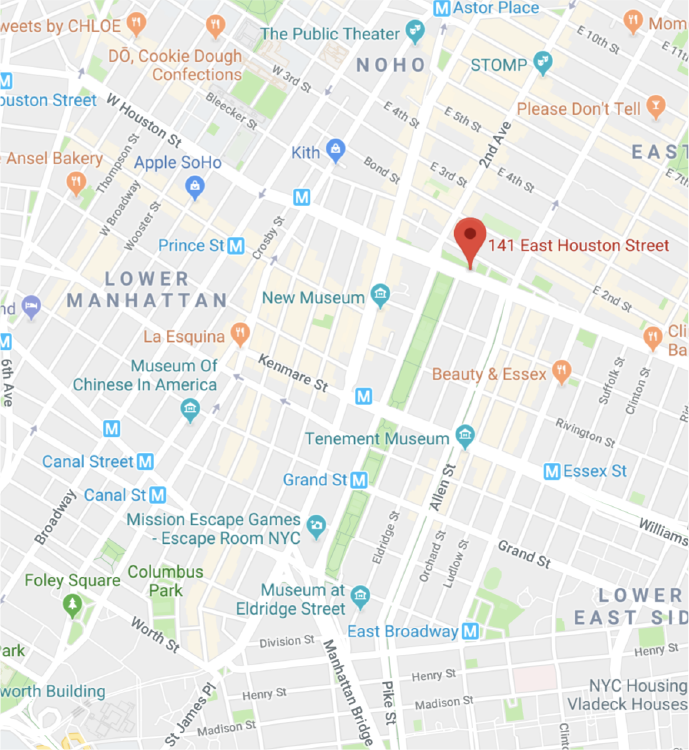 Astor Place
weets by CHLOE
The Public Theater
Mom
E 10th St
E 11th St
DŌ, Cookie Dough
Confections
NOHO
STOMP
W 3rd St
ouston Street
W Houston St
Bleecker St
E 4th St
E 5th St
Please Don't Tell
2nd Ave
Ansel Bakery
Thompson St
Apple SoHo
Kith
Bond St
E 3rd St
E 4th St
EAST
E 7th
W Broadway
Wooster St
Prince St
Crosby St
141 East Houston Street
LOWER
MANHATTAN
New Museum
E 2nd St
nd
La Esquina
Cli
Ba
6th Ave
Museum Of
Chinese In America
Kenmare St
Beauty & Essex
Suffolk St
Clinton St
Ri
Rivington St
Tenement Museum
Canal Street
Grand St
Allen St
Essex St
Canal St
Broadway
Mission Escape Games
- Escape Room NYC
Eldridge St
Orchard St
Ludlow St
Williams
Grand St
Foley Square
Columbus
Park
Museum at
Eldridge Street
LOWER
EAST SID
Worth St
East Broadway
Division St
Henry St
ark
Manhattan Bridge
Pike St
worth Building
St James Pl
Henry St
Madison St
Madison St
NYC Housing
Vladeck Houses
Clint